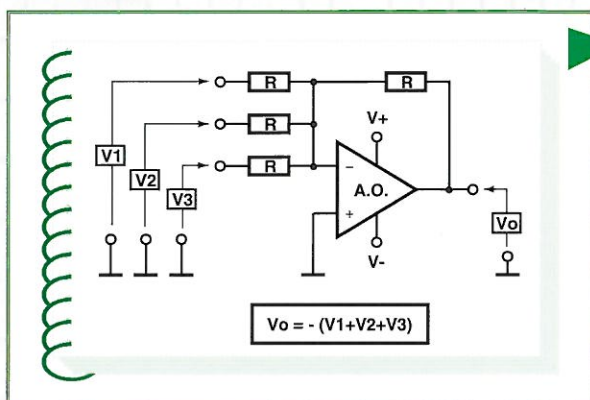 R
R
V+
V1
R
V2
R
−
V3
A.O.
+
Vo
V-
Vo = - (V1+V2+V3)